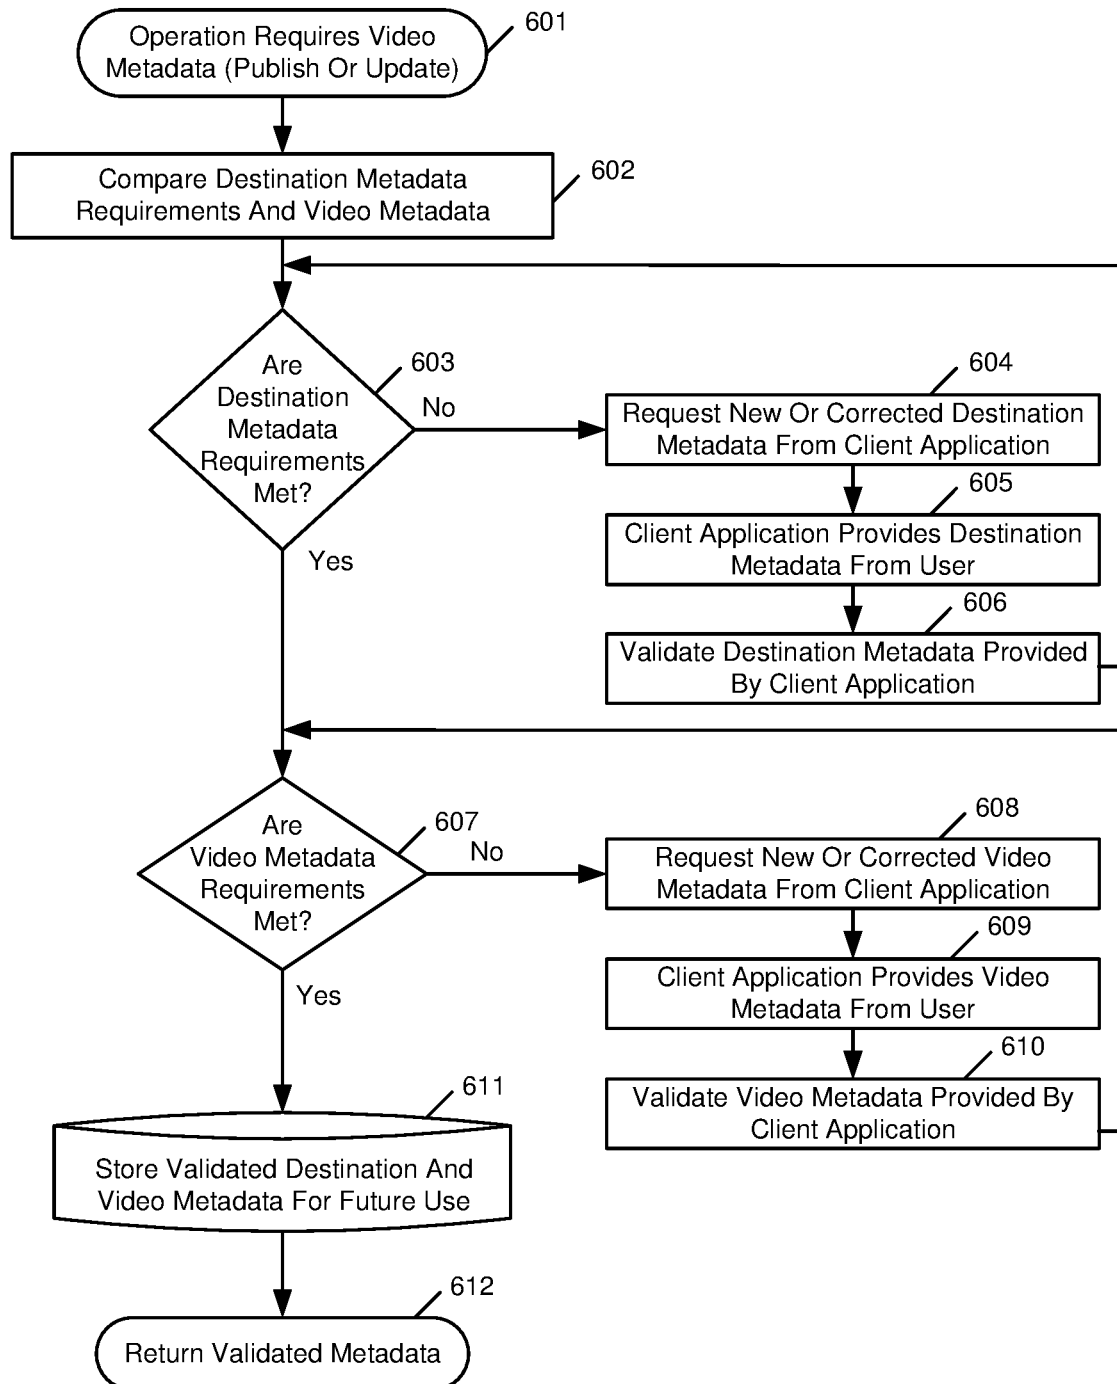 Operation Requires Video
Metadata (Publish Or Update)
601
Compare Destination Metadata
Requirements And Video Metadata
602
Are
Destination
Metadata
Requirements
Met?
603
No
Yes
604
Request New Or Corrected Destination
Metadata From Client Application
605
Client Application Provides Destination
Metadata From User
606
Validate Destination Metadata Provided
By Client Application
Are
Video Metadata
Requirements
Met?
607
No
Yes
608
Request New Or Corrected Video
Metadata From Client Application
609
Client Application Provides Video
Metadata From User
610
Validate Video Metadata Provided By
Client Application
611
Store Validated Destination And
Video Metadata For Future Use
612
Return Validated Metadata